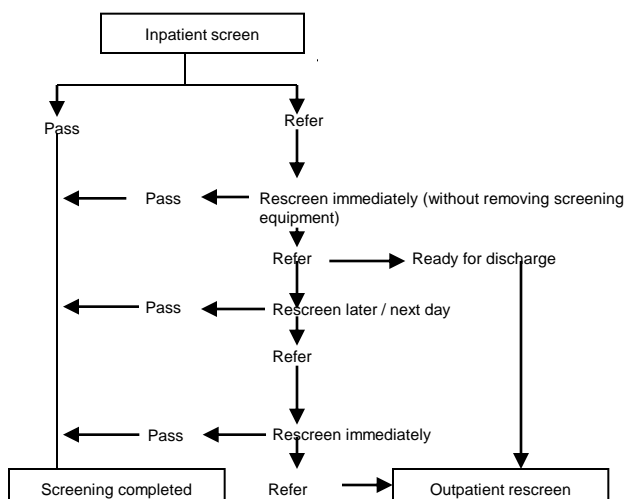 Inpatient screen
Pass
Refer
Pass
Rescreen immediately (without removing screening
equipment)
Refer
Ready for discharge
Pass
Rescreen later / next day
Refer
Pass
Rescreen immediately
Screening completed
Refer
Outpatient rescreen